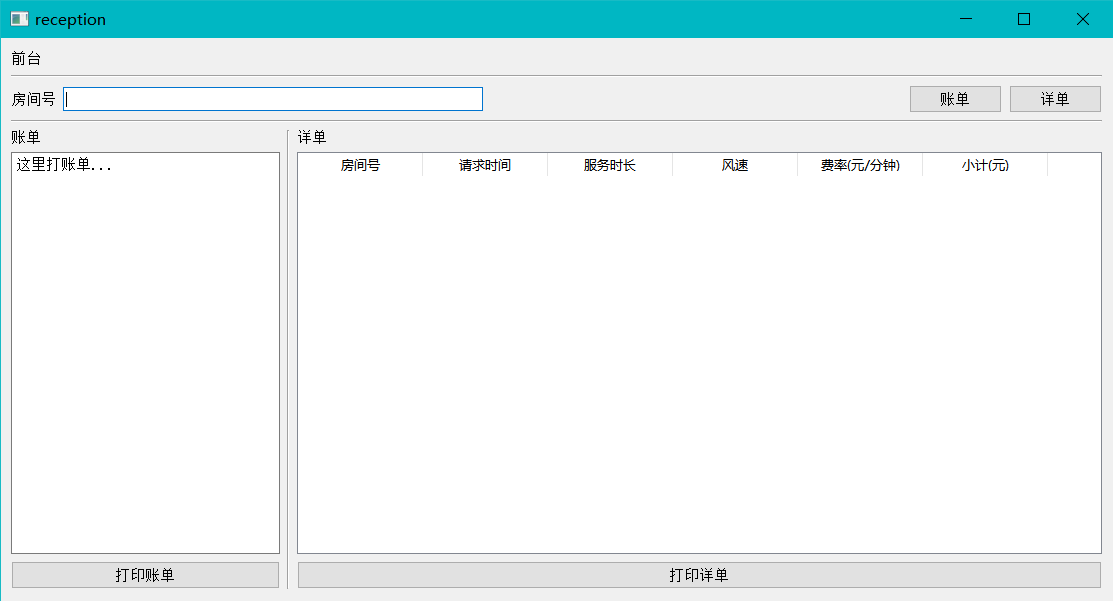 reception
前台
房间号
账单 详单
账单
这里打账单...
打印账单
详单
房间号 请求时间 服务时长 风速 费率(元/分钟) 小计(元)
打印详单